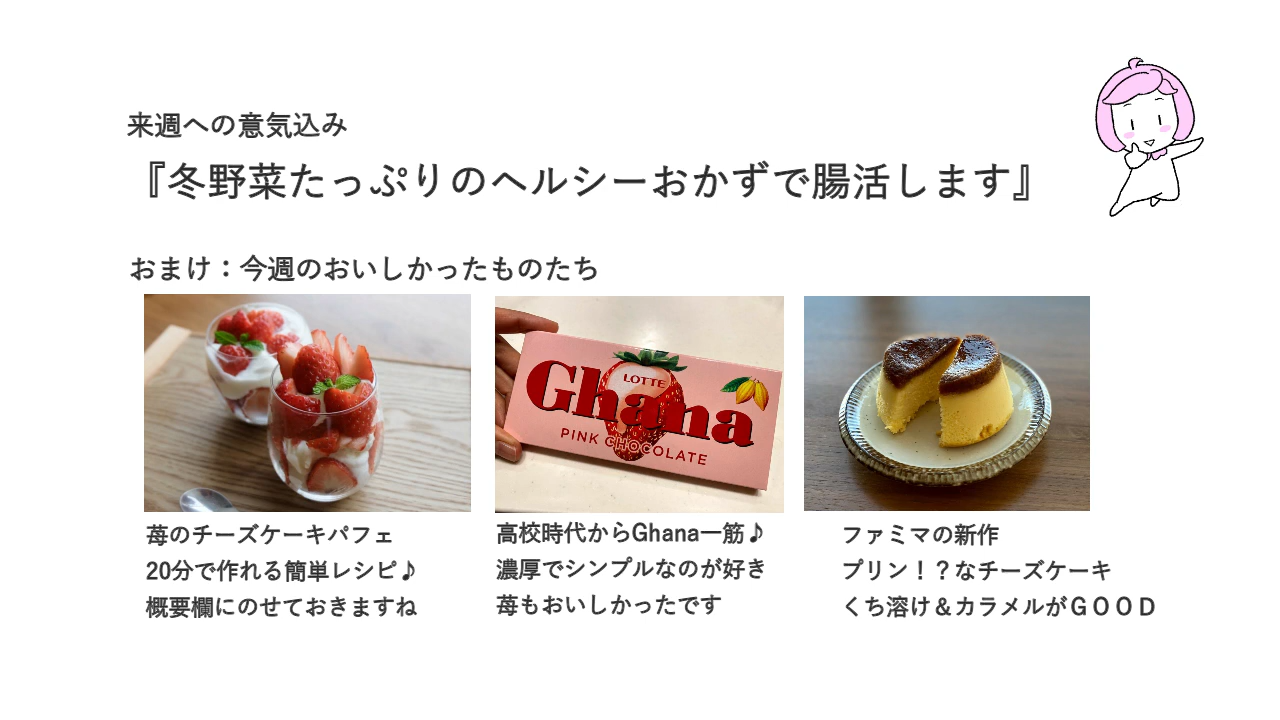 来週への意気込み
『冬野菜たっぷりのヘルシーおかずで腸活します』
おまけ：今週のおいしかったものたち
LOTTE
Ghana
PINK CHOCOLATE
苺のチーズケーキパフェ
20分で作れる簡単レシピ♪
概要欄にのせておきますね
高校時代からGhana一筋♪
濃厚でシンプルなのが好き
苺もおいしかったです
ファミマの新作
プリン！？なチーズケーキ
くち溶け＆カラメルがＧＯＯＤ